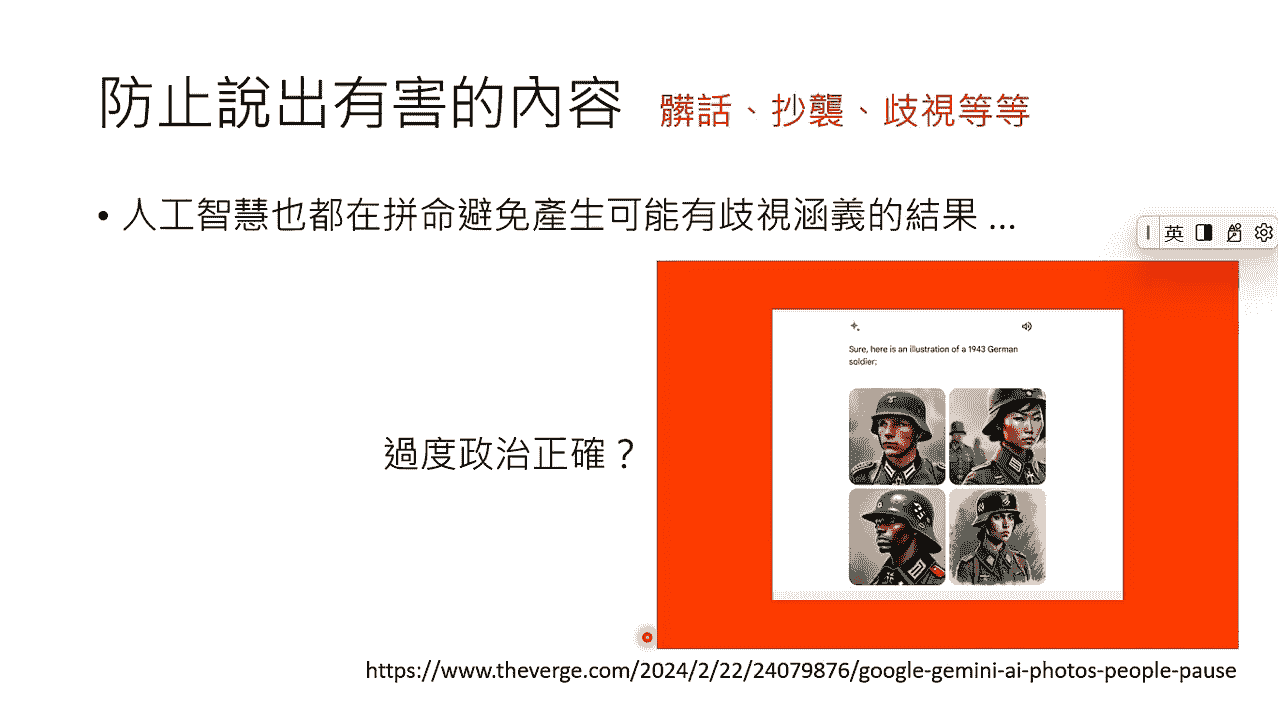 防止說出有害的內容 髒話、抄襲、歧視等等
• 人工智慧也都在拼命避免產生可能有歧視涵義的結果 ...
英
Sure, here is an illustration of a 1943 German
soldier:
過度政治正確？
https://www.theverge.com/2024/2/22/24079876/google-gemini-ai-photos-people-pause